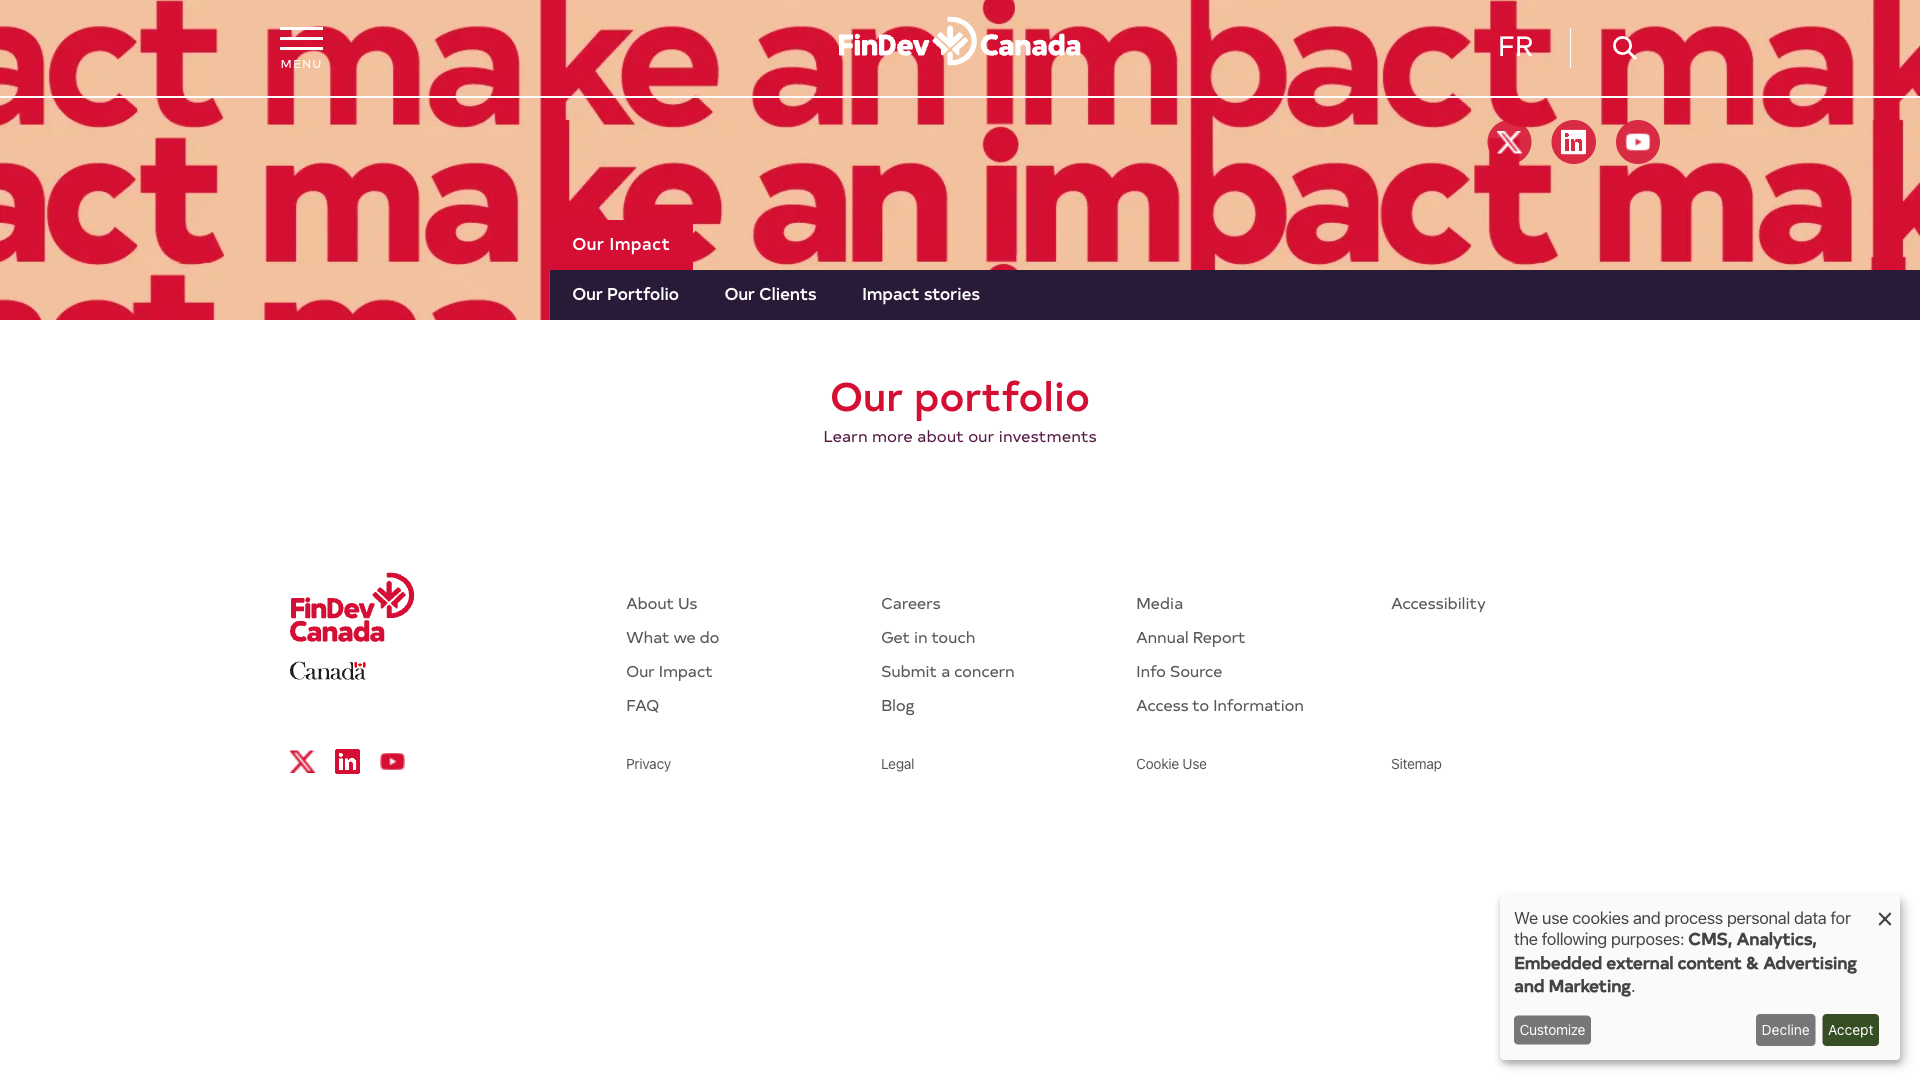 act make an impact mak
MENU
FinDev Canada
FR
act make an impact mak
Our Impact
Our Portfolio
Our Clients
Impact stories
Our portfolio
Learn more about our investments
FinDev
Canada
Canada
About Us
What we do
Our Impact
FAQ
Careers
Get in touch
Submit a concern
Blog
Media
Annual Report
Info Source
Access to Information
Accessibility
Privacy
Legal
Cookie Use
Sitemap
We use cookies and process personal data for
the following purposes: CMS, Analytics,
Embedded external content & Advertising
and Marketing.
Customize
Decline
Accept